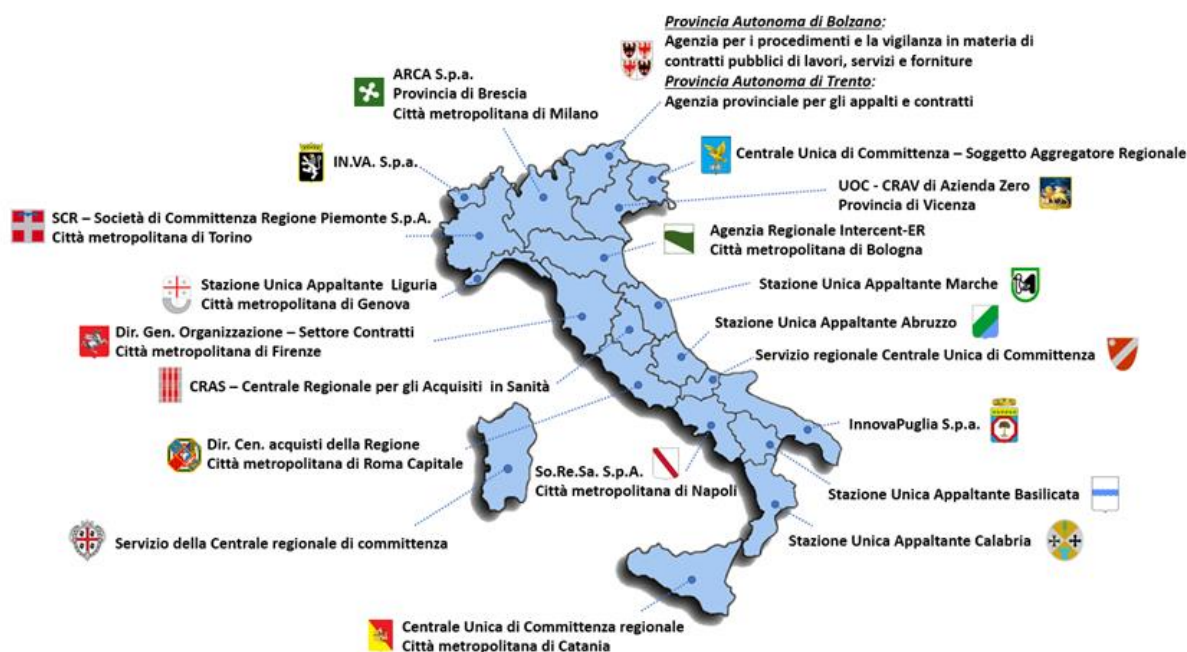 Provincia Autonoma di Bolzano:
Agenzia per i procedimenti e la vigilanza in materia di
contratti pubblici di lavori, servizi e forniture
Provincia Autonoma di Trento:
Agenzia provinciale per gli appalti e contratti
ARCA S.p.a.
Provincia di Brescia
Città metropolitana di Milano
IN.VA. S.p.a.
Centrale Unica di Committenza – Soggetto Aggregatore Regionale
UOC - CRAV di Azienda Zero
Provincia di Vicenza
SCR – Società di Committenza Regione Piemonte S.p.A.
Città metropolitana di Torino
Agenzia Regionale Intercent-ER
Città metropolitana di Bologna
Stazione Unica Appaltante Liguria
Città metropolitana di Genova
Stazione Unica Appaltante Marche
Dir. Gen. Organizzazione – Settore Contratti
Città metropolitana di Firenze
Stazione Unica Appaltante Abruzzo
Servizio regionale Centrale Unica di Committenza
CRAS – Centrale Regionale per gli Acquisiti in Sanità
InnovaPuglia S.p.a.
Dir. Cen. acquisti della Regione
Città metropolitana di Roma Capitale
So.Re.Sa. S.p.A.
Città metropolitana di Napoli
Stazione Unica Appaltante Basilicata
Servizio della Centrale regionale di committenza
Stazione Unica Appaltante Calabria
Centrale Unica di Committenza regionale
Città metropolitana di Catania